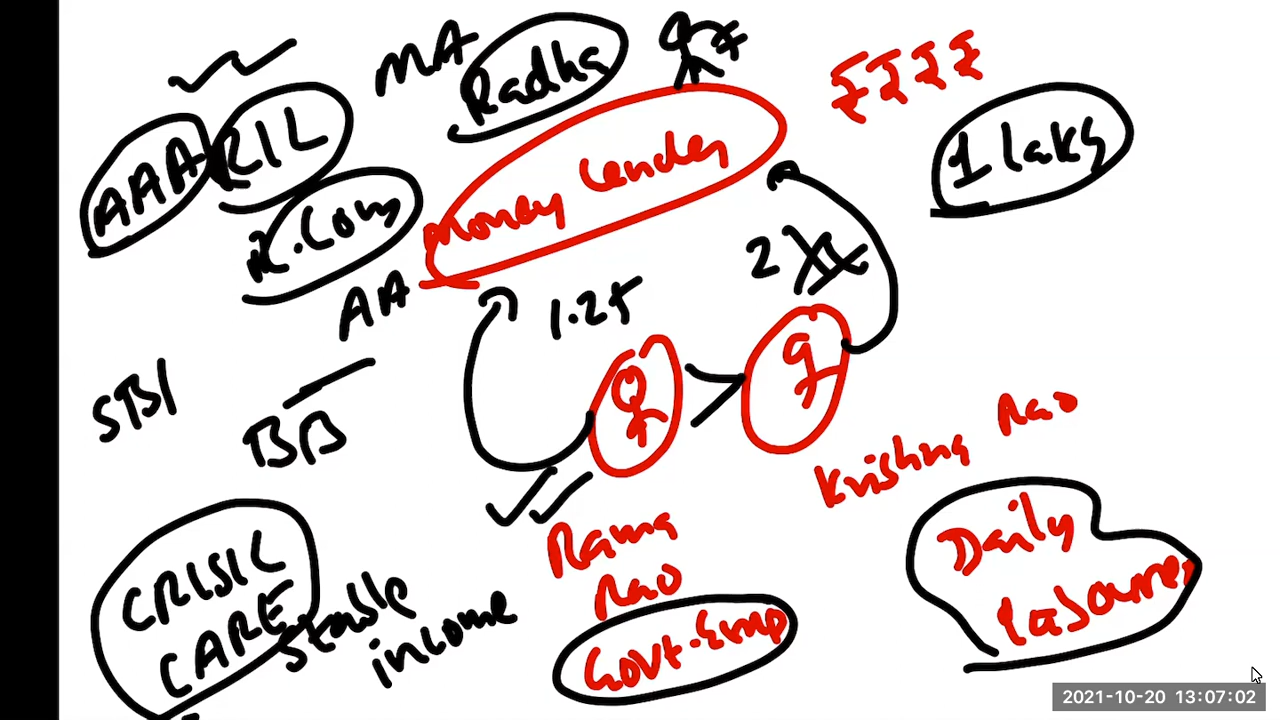 MA Radha
₹
₹ ₹ ₹ ₹
AAA RIL
1 lakh
Money Lender
R.Com
AA
1.25
2
SBI
BB
Krishna Rao
CRISIL
CARE
Stable
income
Rama
Rao
Govt. Emp
Daily
Labourer
2021-10-20 13:07:02